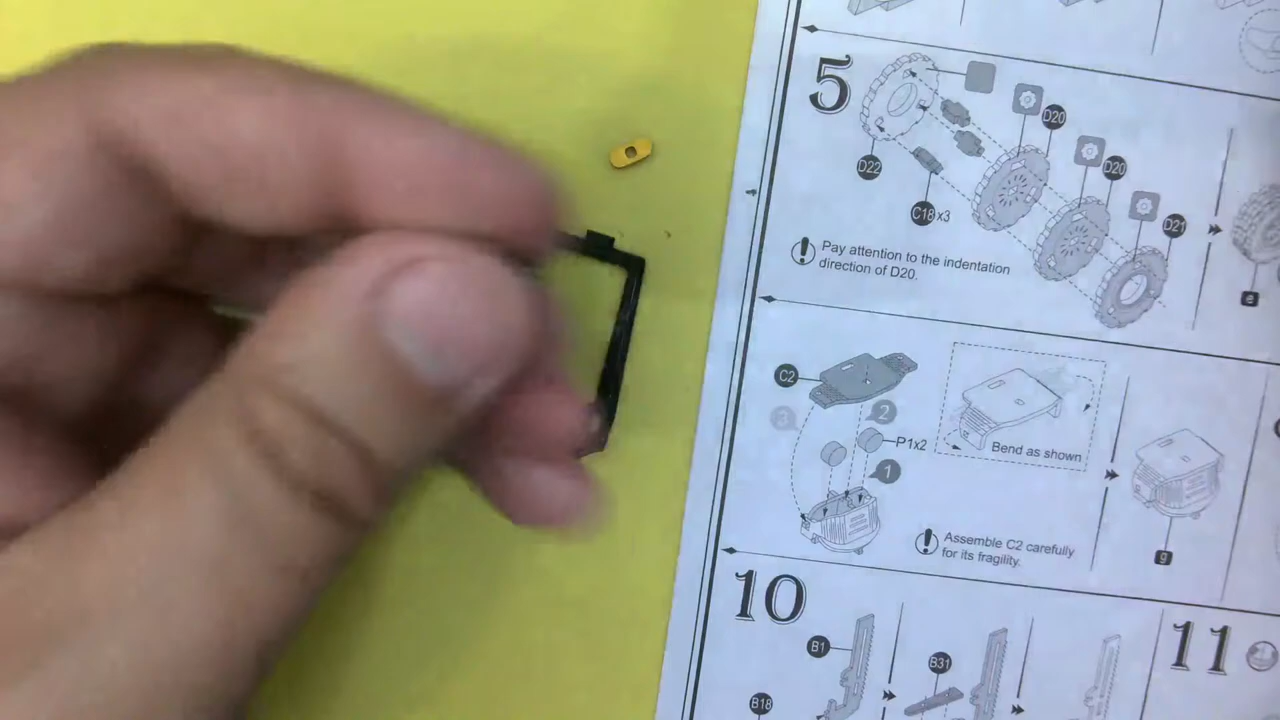 5
D20
D20
D22
D21
C18 x3
Pay attention to the indentation
direction of D20.
C2
2
a
P1x2
Bend as shown
1
Assemble C2 carefully
for its fragility.
g
10
11
B1
B31
B18